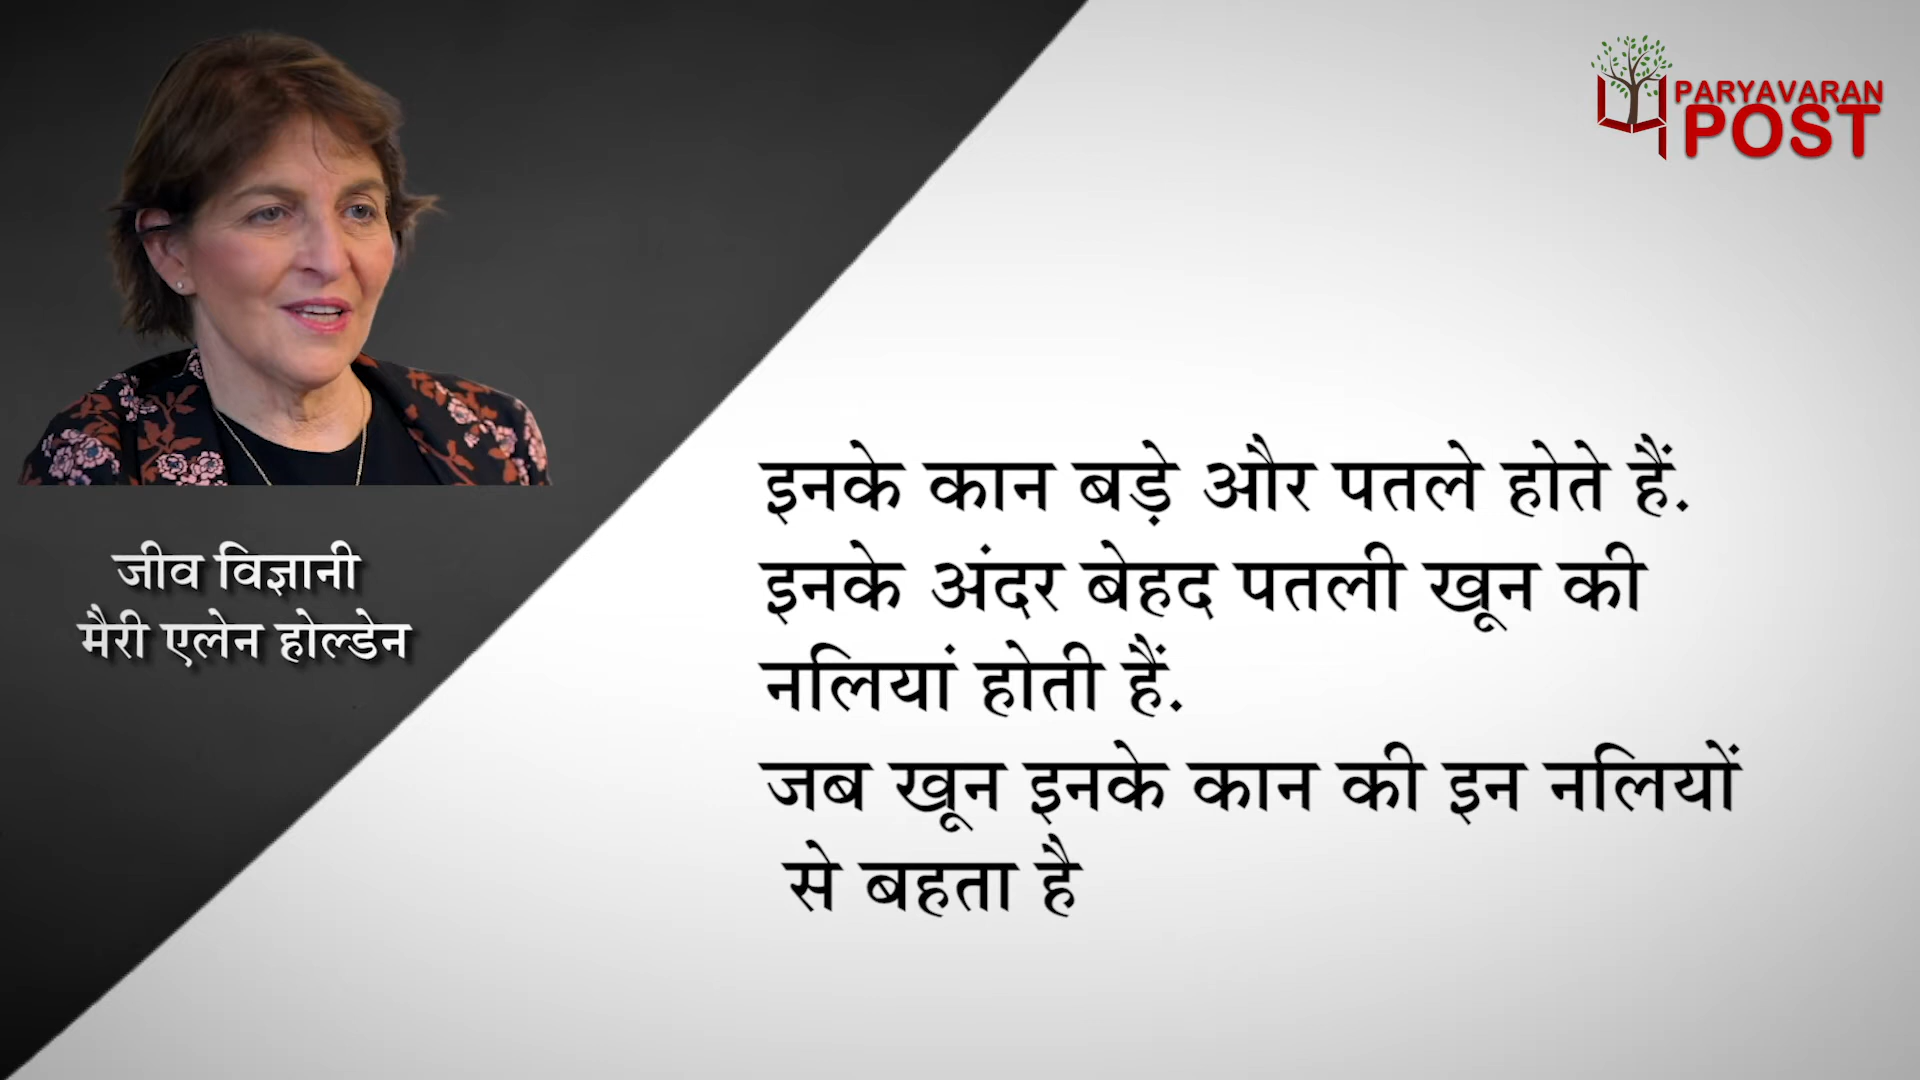 PARYAVARAN
POST
जीव विज्ञानी
मैरी एलेन होल्डेन
इनके कान बड़े और पतले होते हैं.
इनके अंदर बेहद पतली खून की
नलियां होती हैं.
जब खून इनके कान की इन नलियों
से बहता है